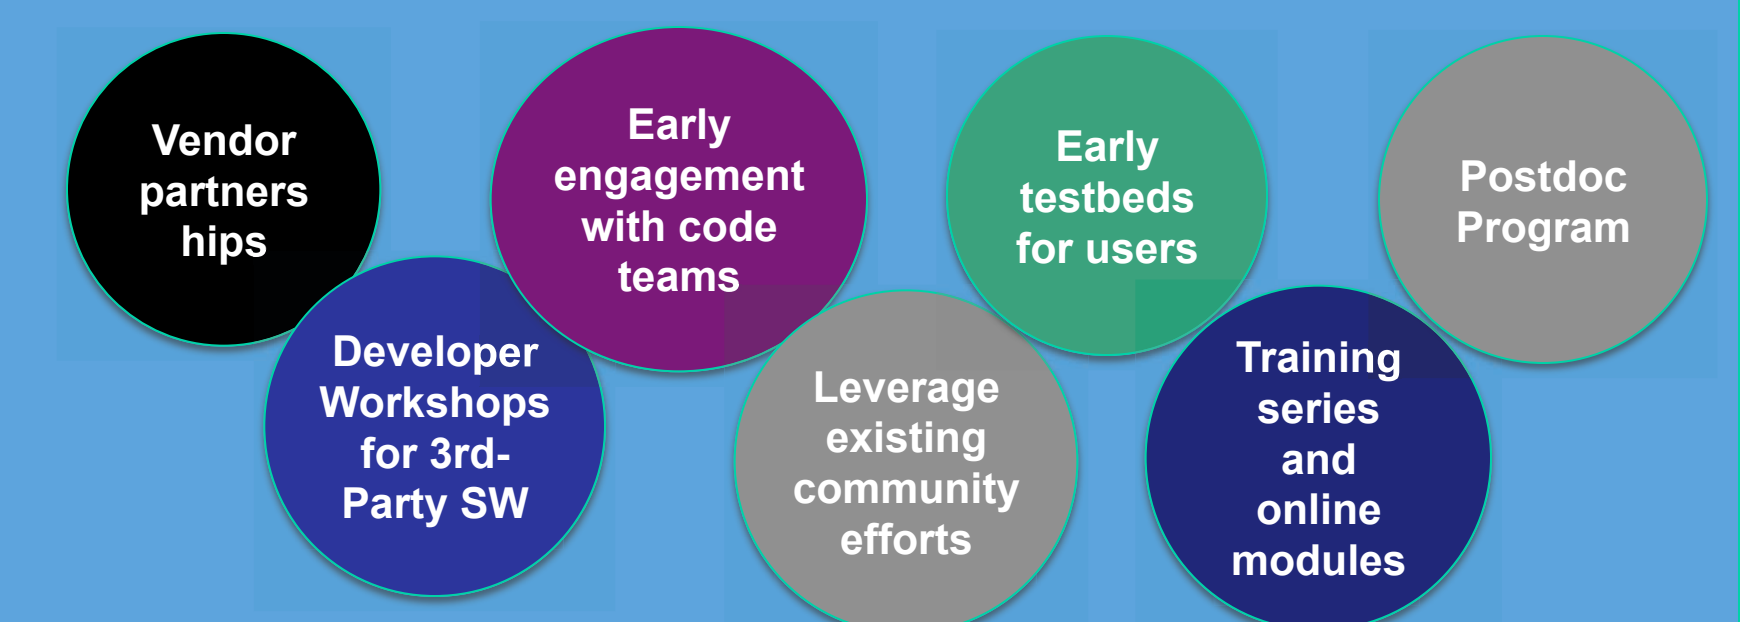 Vendor
partners
hips
Developer
Workshops
for 3rd-
Party SW
Early
engagement
with code
teams
Leverage
existing
community
efforts
Early
testbeds
for users
Training
series
and
online
modules
Postdoc
Program